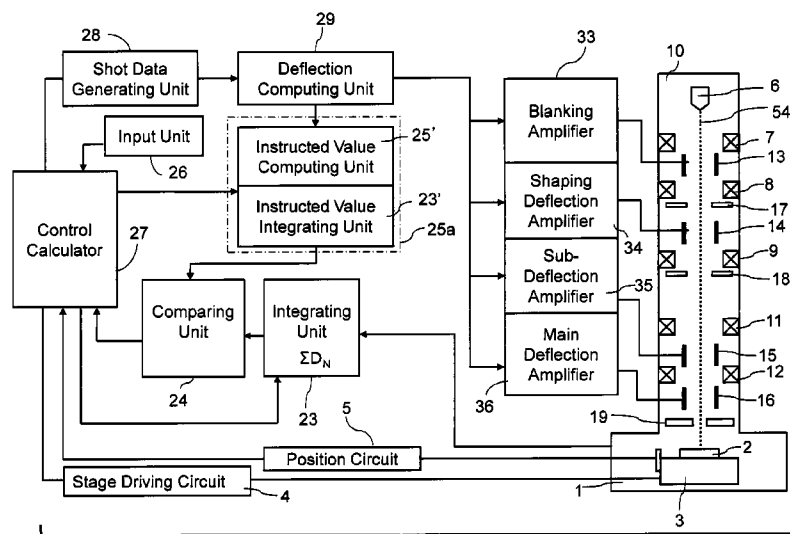 28
29
33
10
Shot Data
Generating Unit
Deflection
Computing Unit
6
54
Blanking
Amplifier
Input Unit
25'
26
Instructed Value
Computing Unit
7
13
8
Control
Calculator
Instructed Value
Integrating Unit
23'
Shaping
Deflection
Amplifier
17
14
27
25a
34
9
Sub-
Deflection
Amplifier
35
18
Comparing
Unit
Integrating
Unit
ΣD_N
11
Main
Deflection
Amplifier
15
12
24
23
36
16
5
19
Position Circuit
2
Stage Driving Circuit
4
1
3